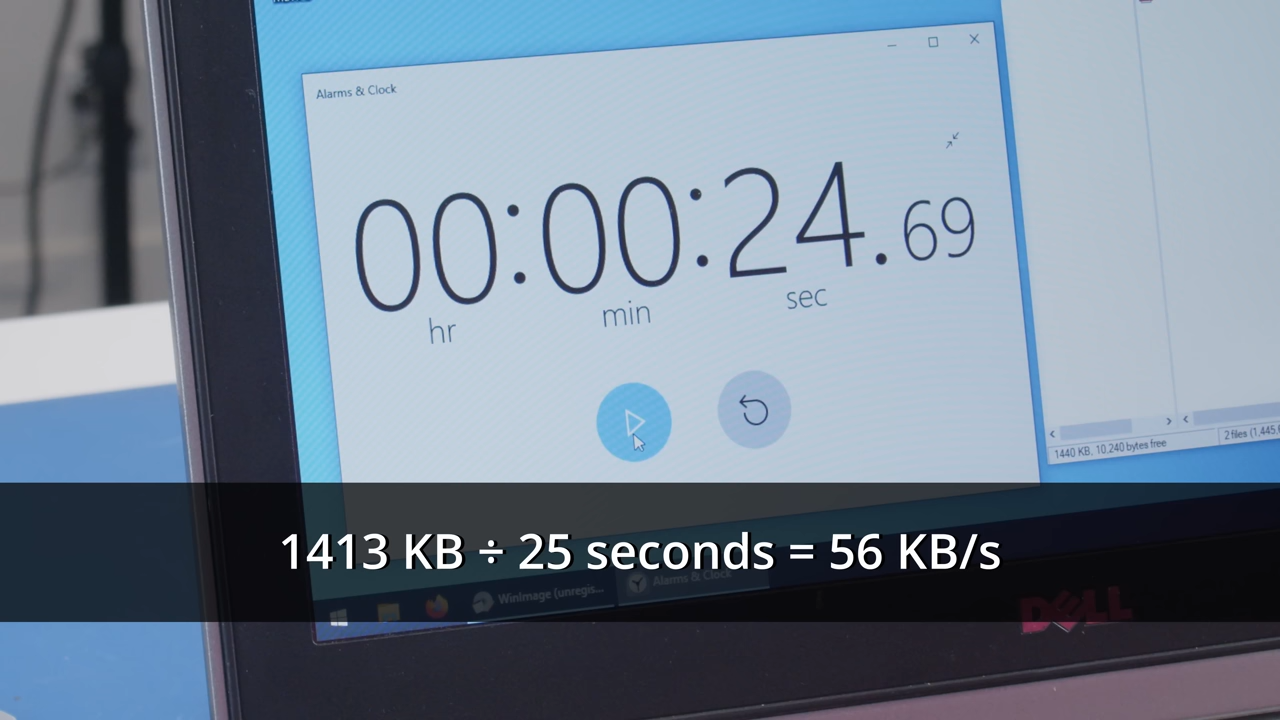 Alarms & Clock
00:00:24.69
hr
min
sec
1440 KB, 10,240 bytes free
2 files (1,445,
1413 KB ÷ 25 seconds = 56 KB/s
WinImage (unregis...
Alarms & Clock
DELL